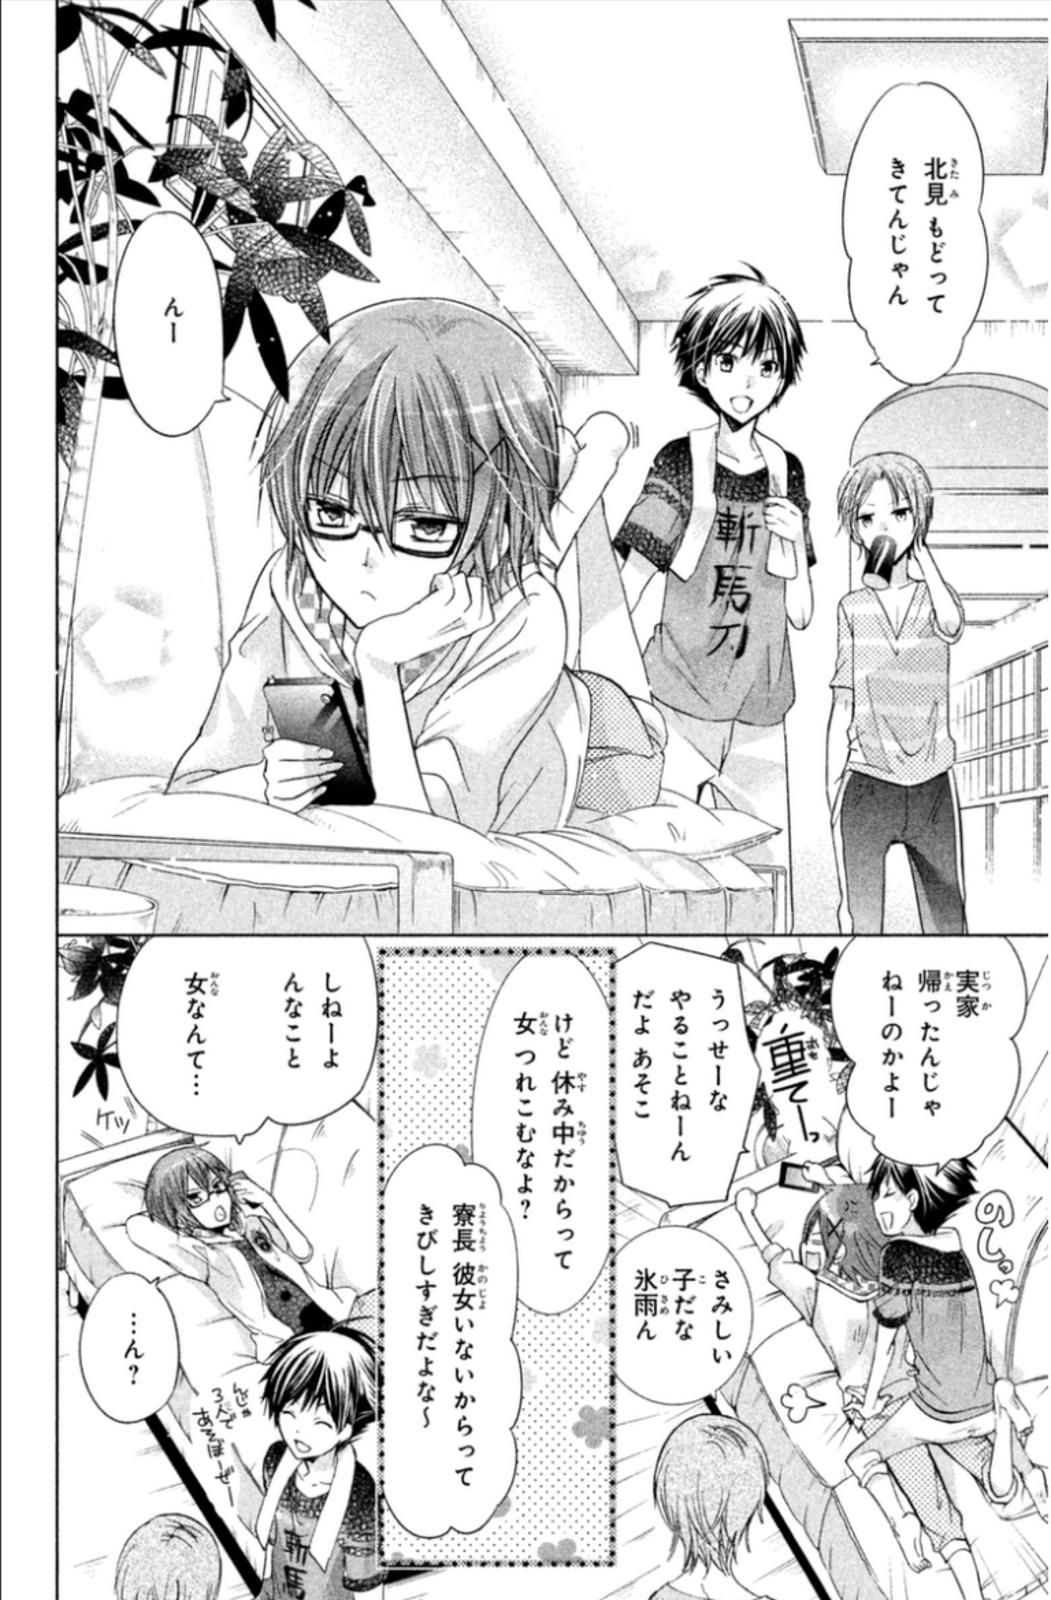 北見もどって
きてんじゃん
んー
斬馬刀
実家
帰ったんじゃ
ねーのかよー
重てーっ
のしっ
うっせーな
やることねーん
だよ あそこ
さみしい
子だな
氷雨ん
けど 休み中だからって
女 つれこむなよ?
寮長 彼女いないからって
きびしすぎだよな〜
しねーよ
んなこと
女なんて…
ケッ
…ん?
んじゃ
3人で
あそぼーぜー
斬馬